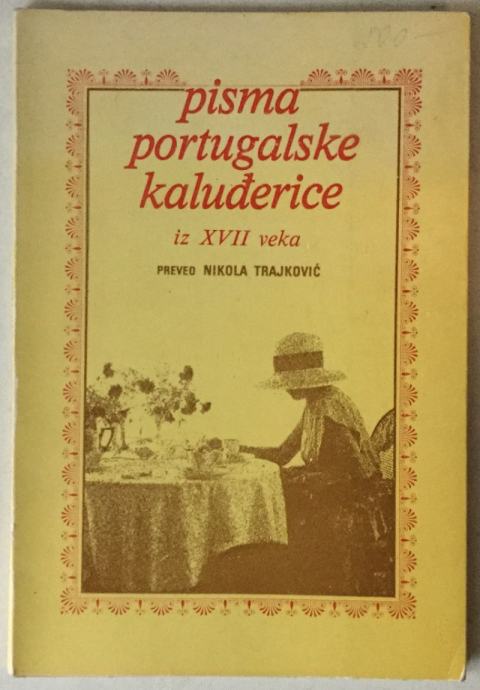 pisma
portugalske
kaluđerice
iz XVII veka
PREVEO NIKOLA TRAJKOVIĆ